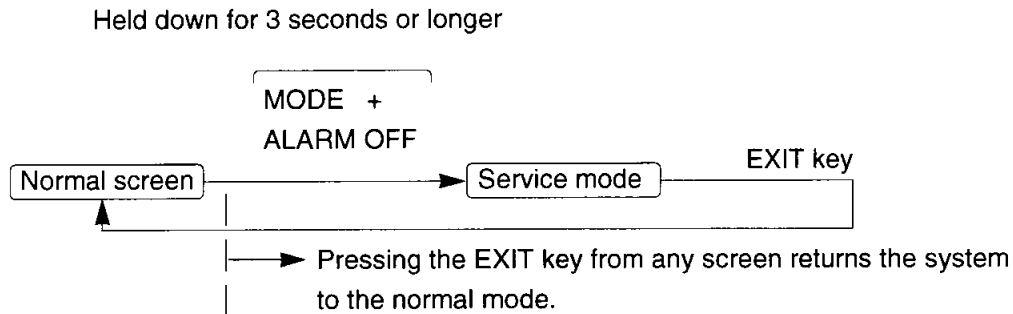 Held down for 3 seconds or longer
MODE +
ALARM OFF
Normal screen
Service mode
EXIT key
Pressing the EXIT key from any screen returns the system
to the normal mode.